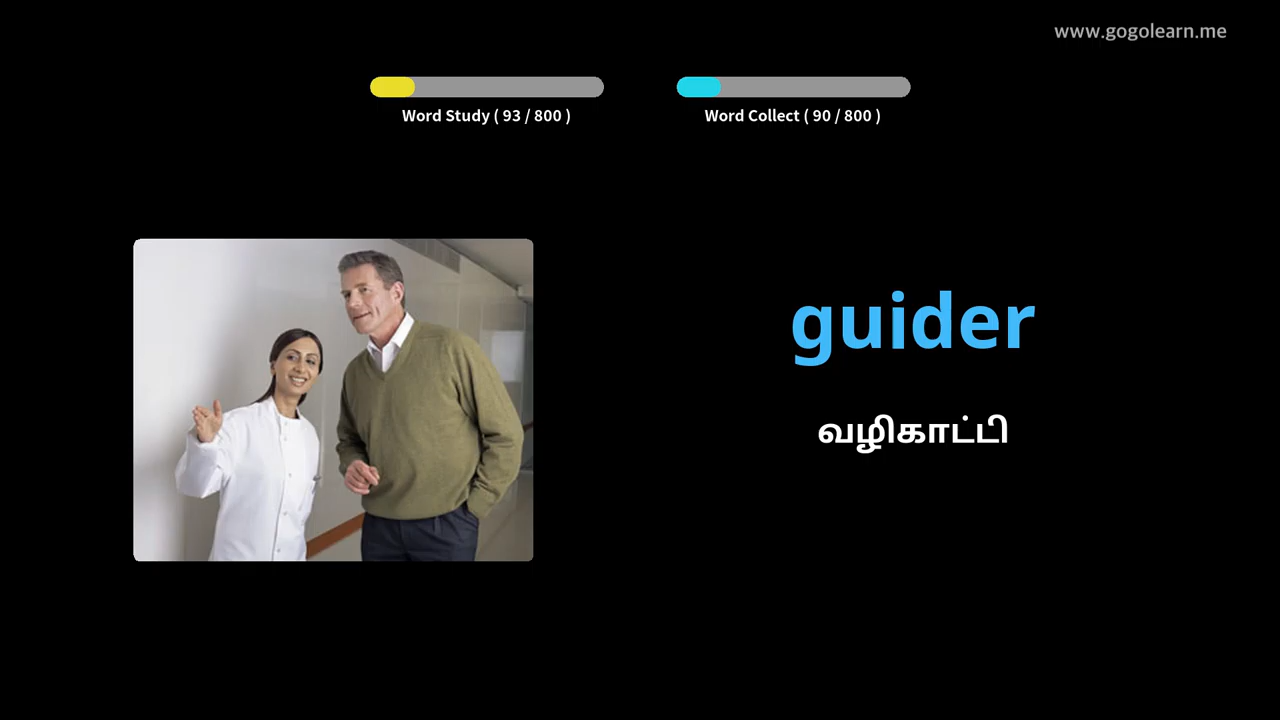 www.gogolearn.me
Word Study ( 93 / 800 )
Word Collect ( 90 / 800 )
guider
வழிகாட்டி